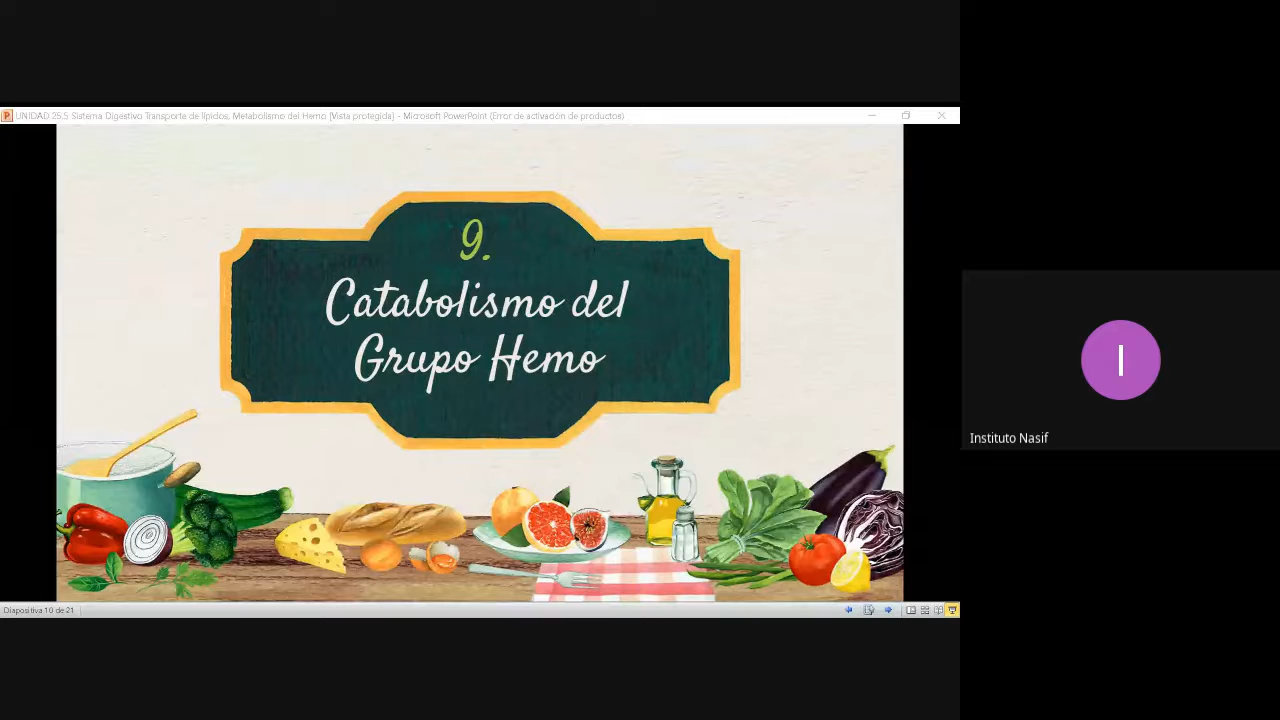 UNIDAD 25.5 Sistema Digestivo Transporte de lípidos, Metabolismo del Hemo [Vista protegida] - Microsoft PowerPoint (Error de activación de productos)
9.
Catabolismo del
Grupo Hemo
I
Instituto Nasif
Diapositiva 10 de 21